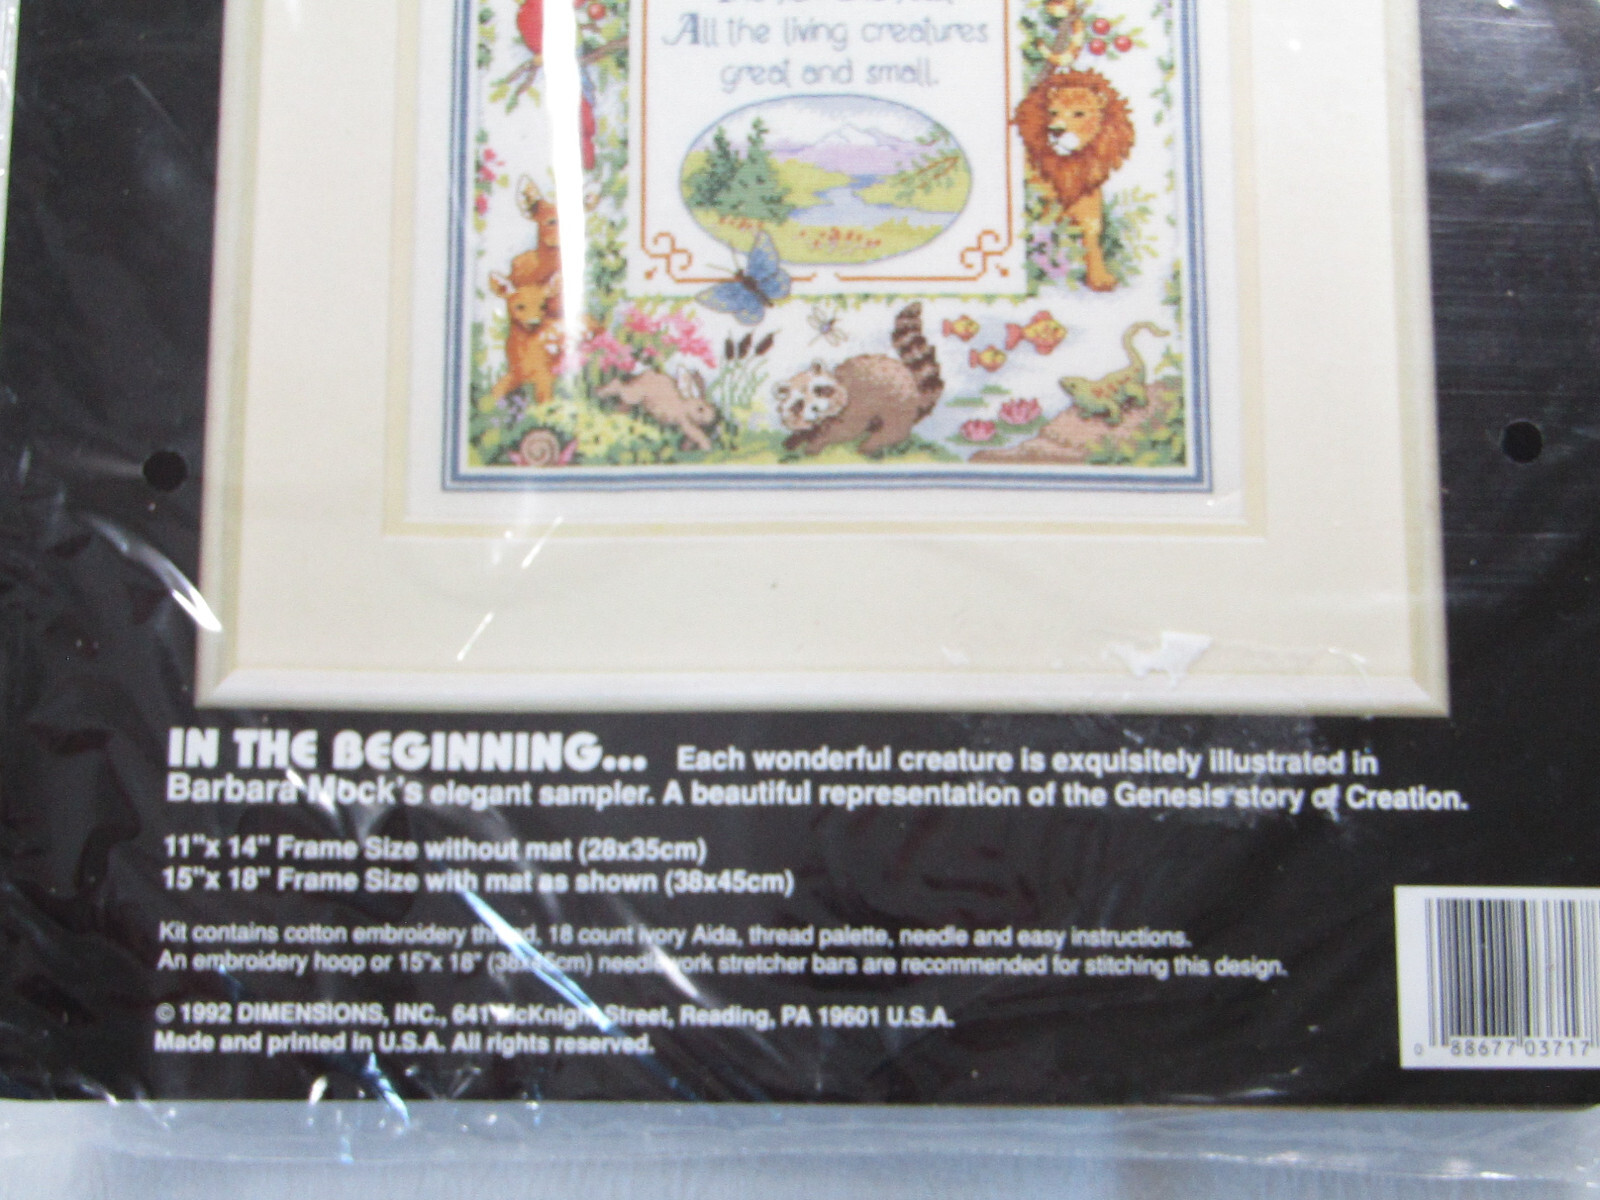 All the living creatures
great and small.
IN THE BEGINNING... Each wonderful creature is exquisitely illustrated in
Barbara Mock's elegant sampler. A beautiful representation of the Genesis story of Creation.
11"x 14" Frame Size without mat (28x35cm)
15"x 18" Frame Size with mat as shown (38x45cm)
Kit contains cotton embroidery thread, 18 count ivory Aida, thread palette, needle and easy instructions.
An embroidery hoop or 15"x 18" (38x45cm) needlework stretcher bars are recommended for stitching this design.
© 1992 DIMENSIONS, INC., 641 McKnight Street, Reading, PA 19601 U.S.A.
Made and printed in U.S.A. All rights reserved.
0 88677 03717